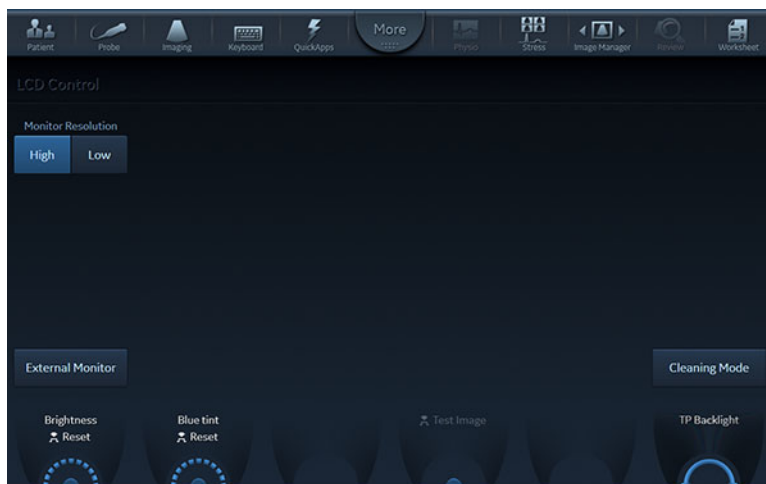 Patient
Probe
Imaging
Keyboard
QuickApps
More
Physio
Stress
Image Manager
Review
Worksheet
LCD Control
Monitor Resolution
High
Low
External Monitor
Cleaning Mode
Brightness
Reset
Blue tint
Reset
Test Image
TP Backlight